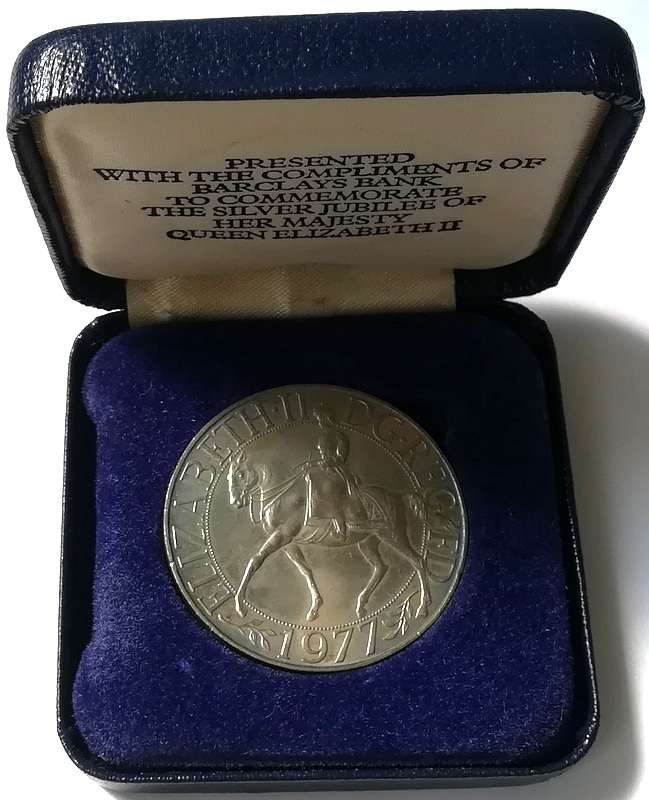 PRESENTED
WITH THE COMPLIMENTS OF
BARCLAYS BANK
TO COMMEMORATE
THE SILVER JUBILEE OF
HER MAJESTY
QUEEN ELIZABETH II
ELIZABETH·II D·G·REG·F·D
1977